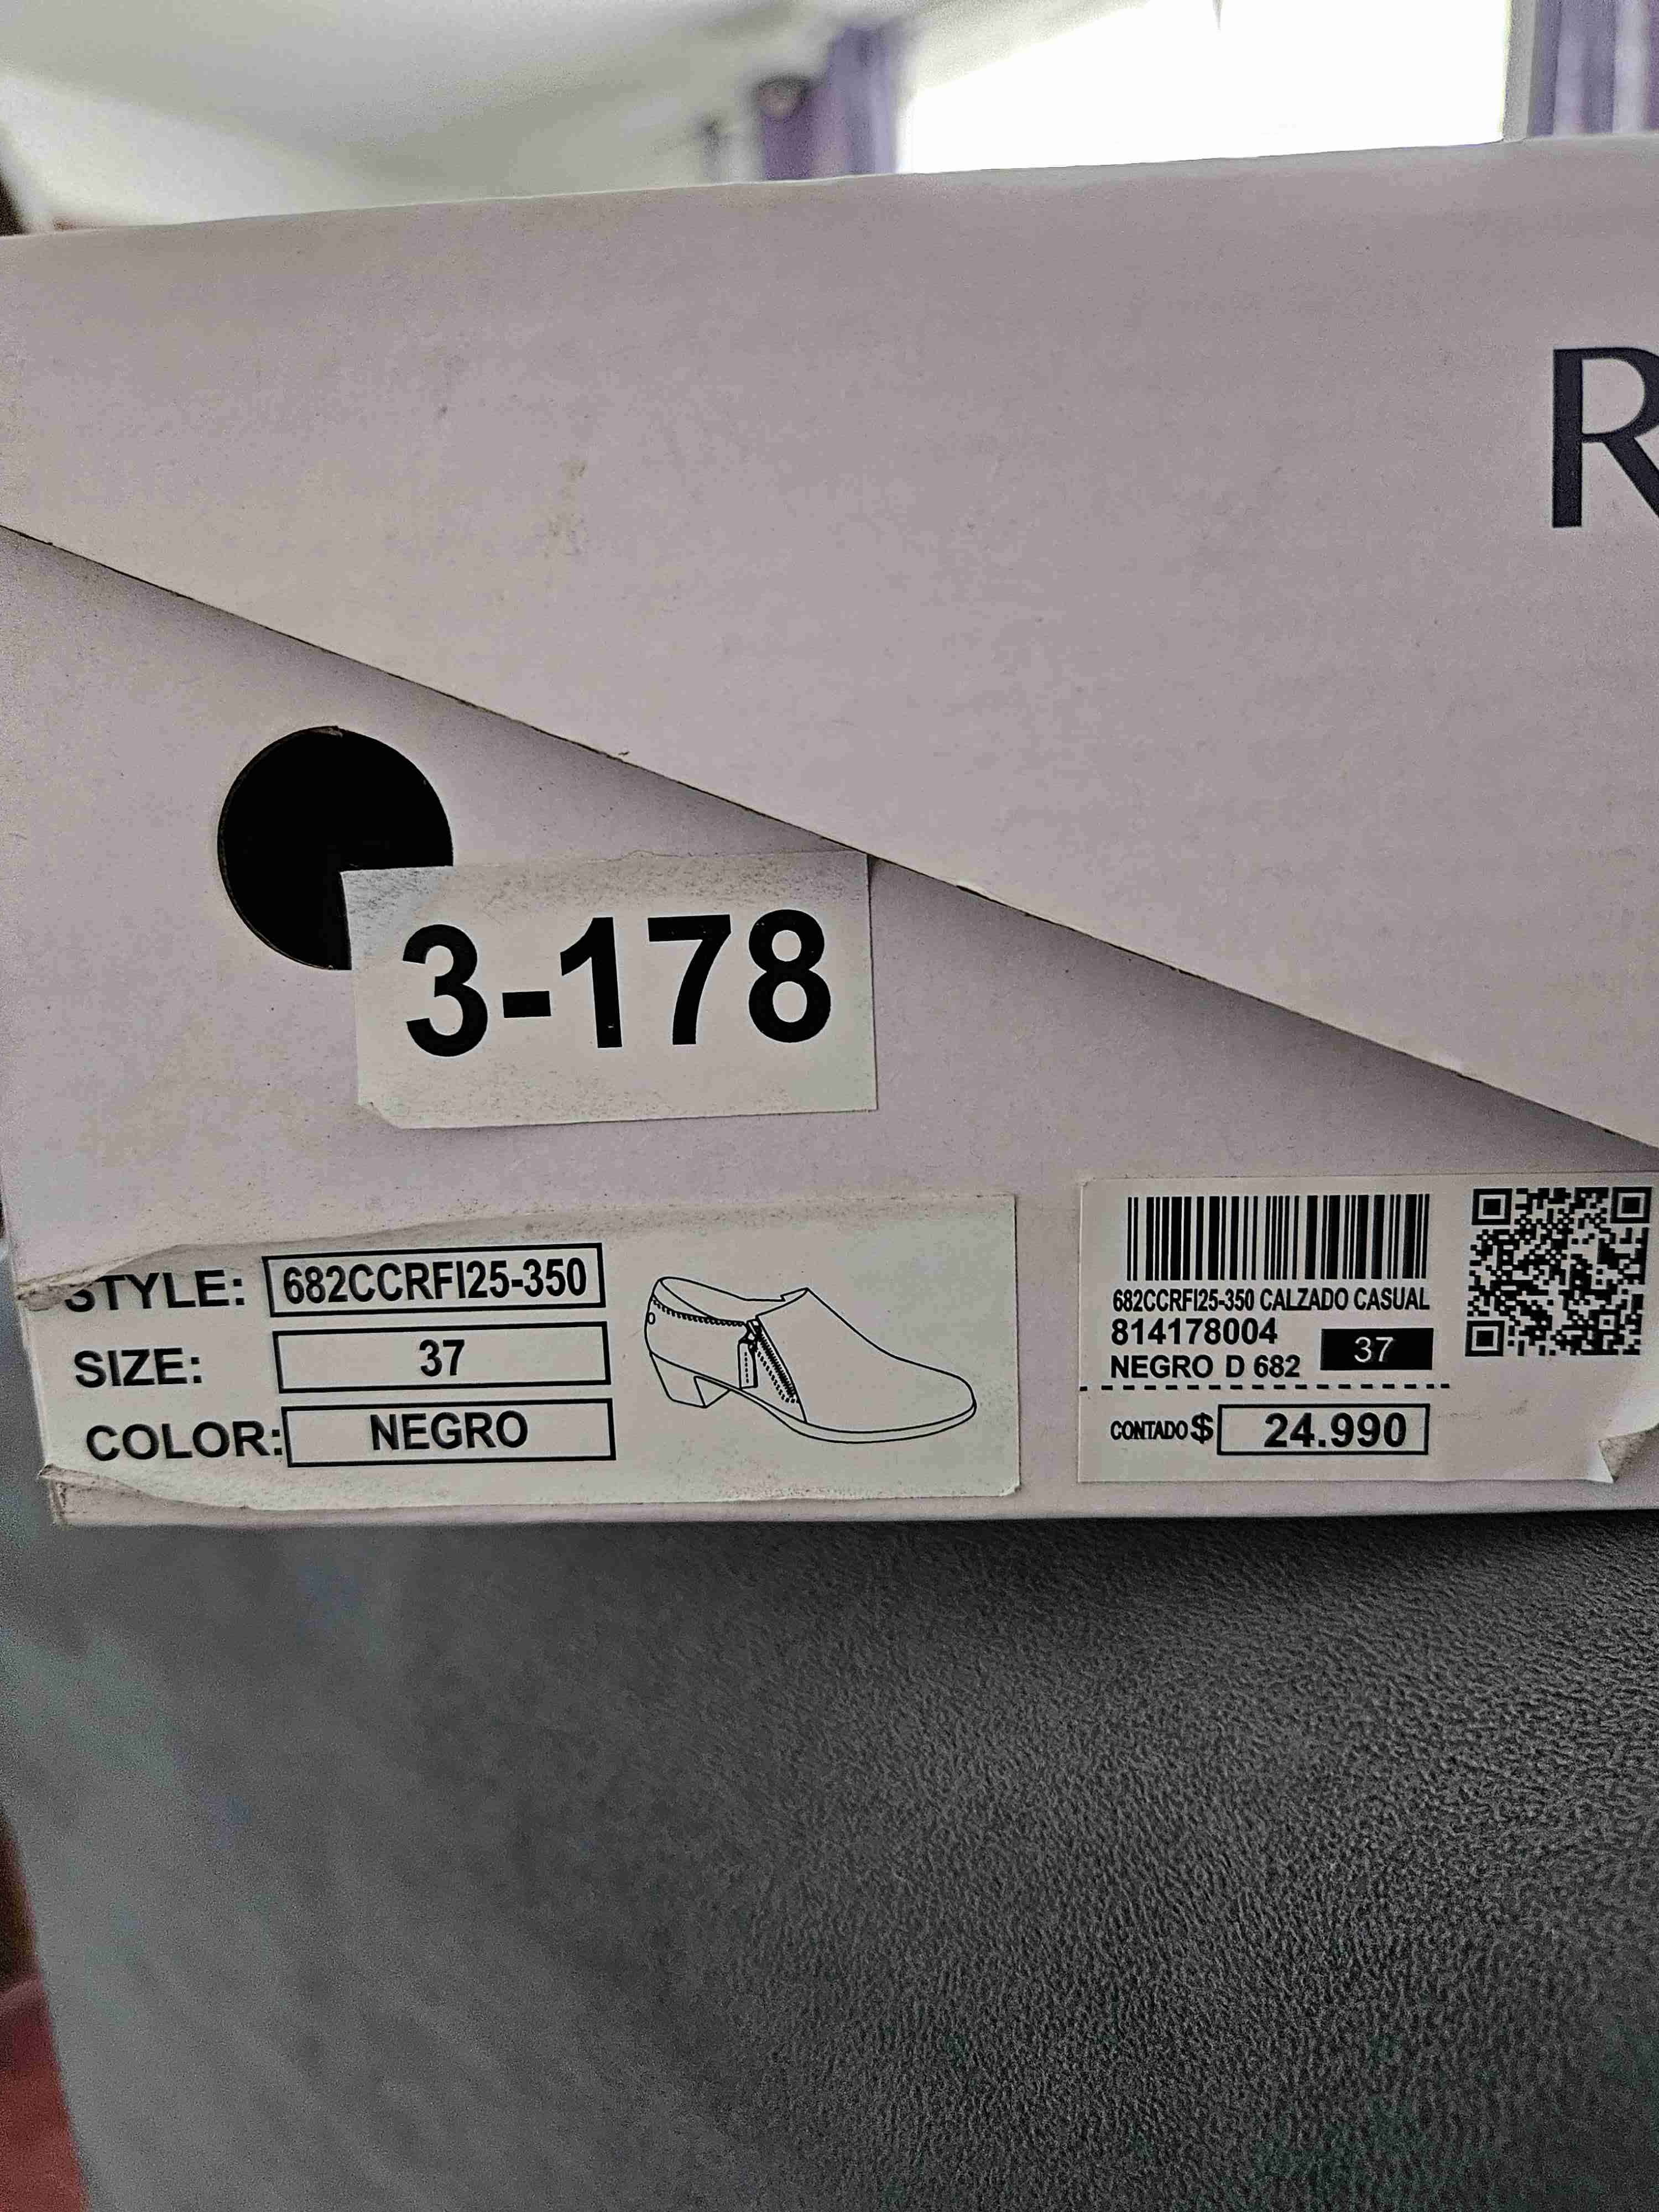 R
3-178
STYLE: 682CCRFI25-350
SIZE: 37
COLOR: NEGRO
682CCRFI25-350 CALZADO CASUAL
814178004
NEGRO D 682 37
CONTADO $ 24.990